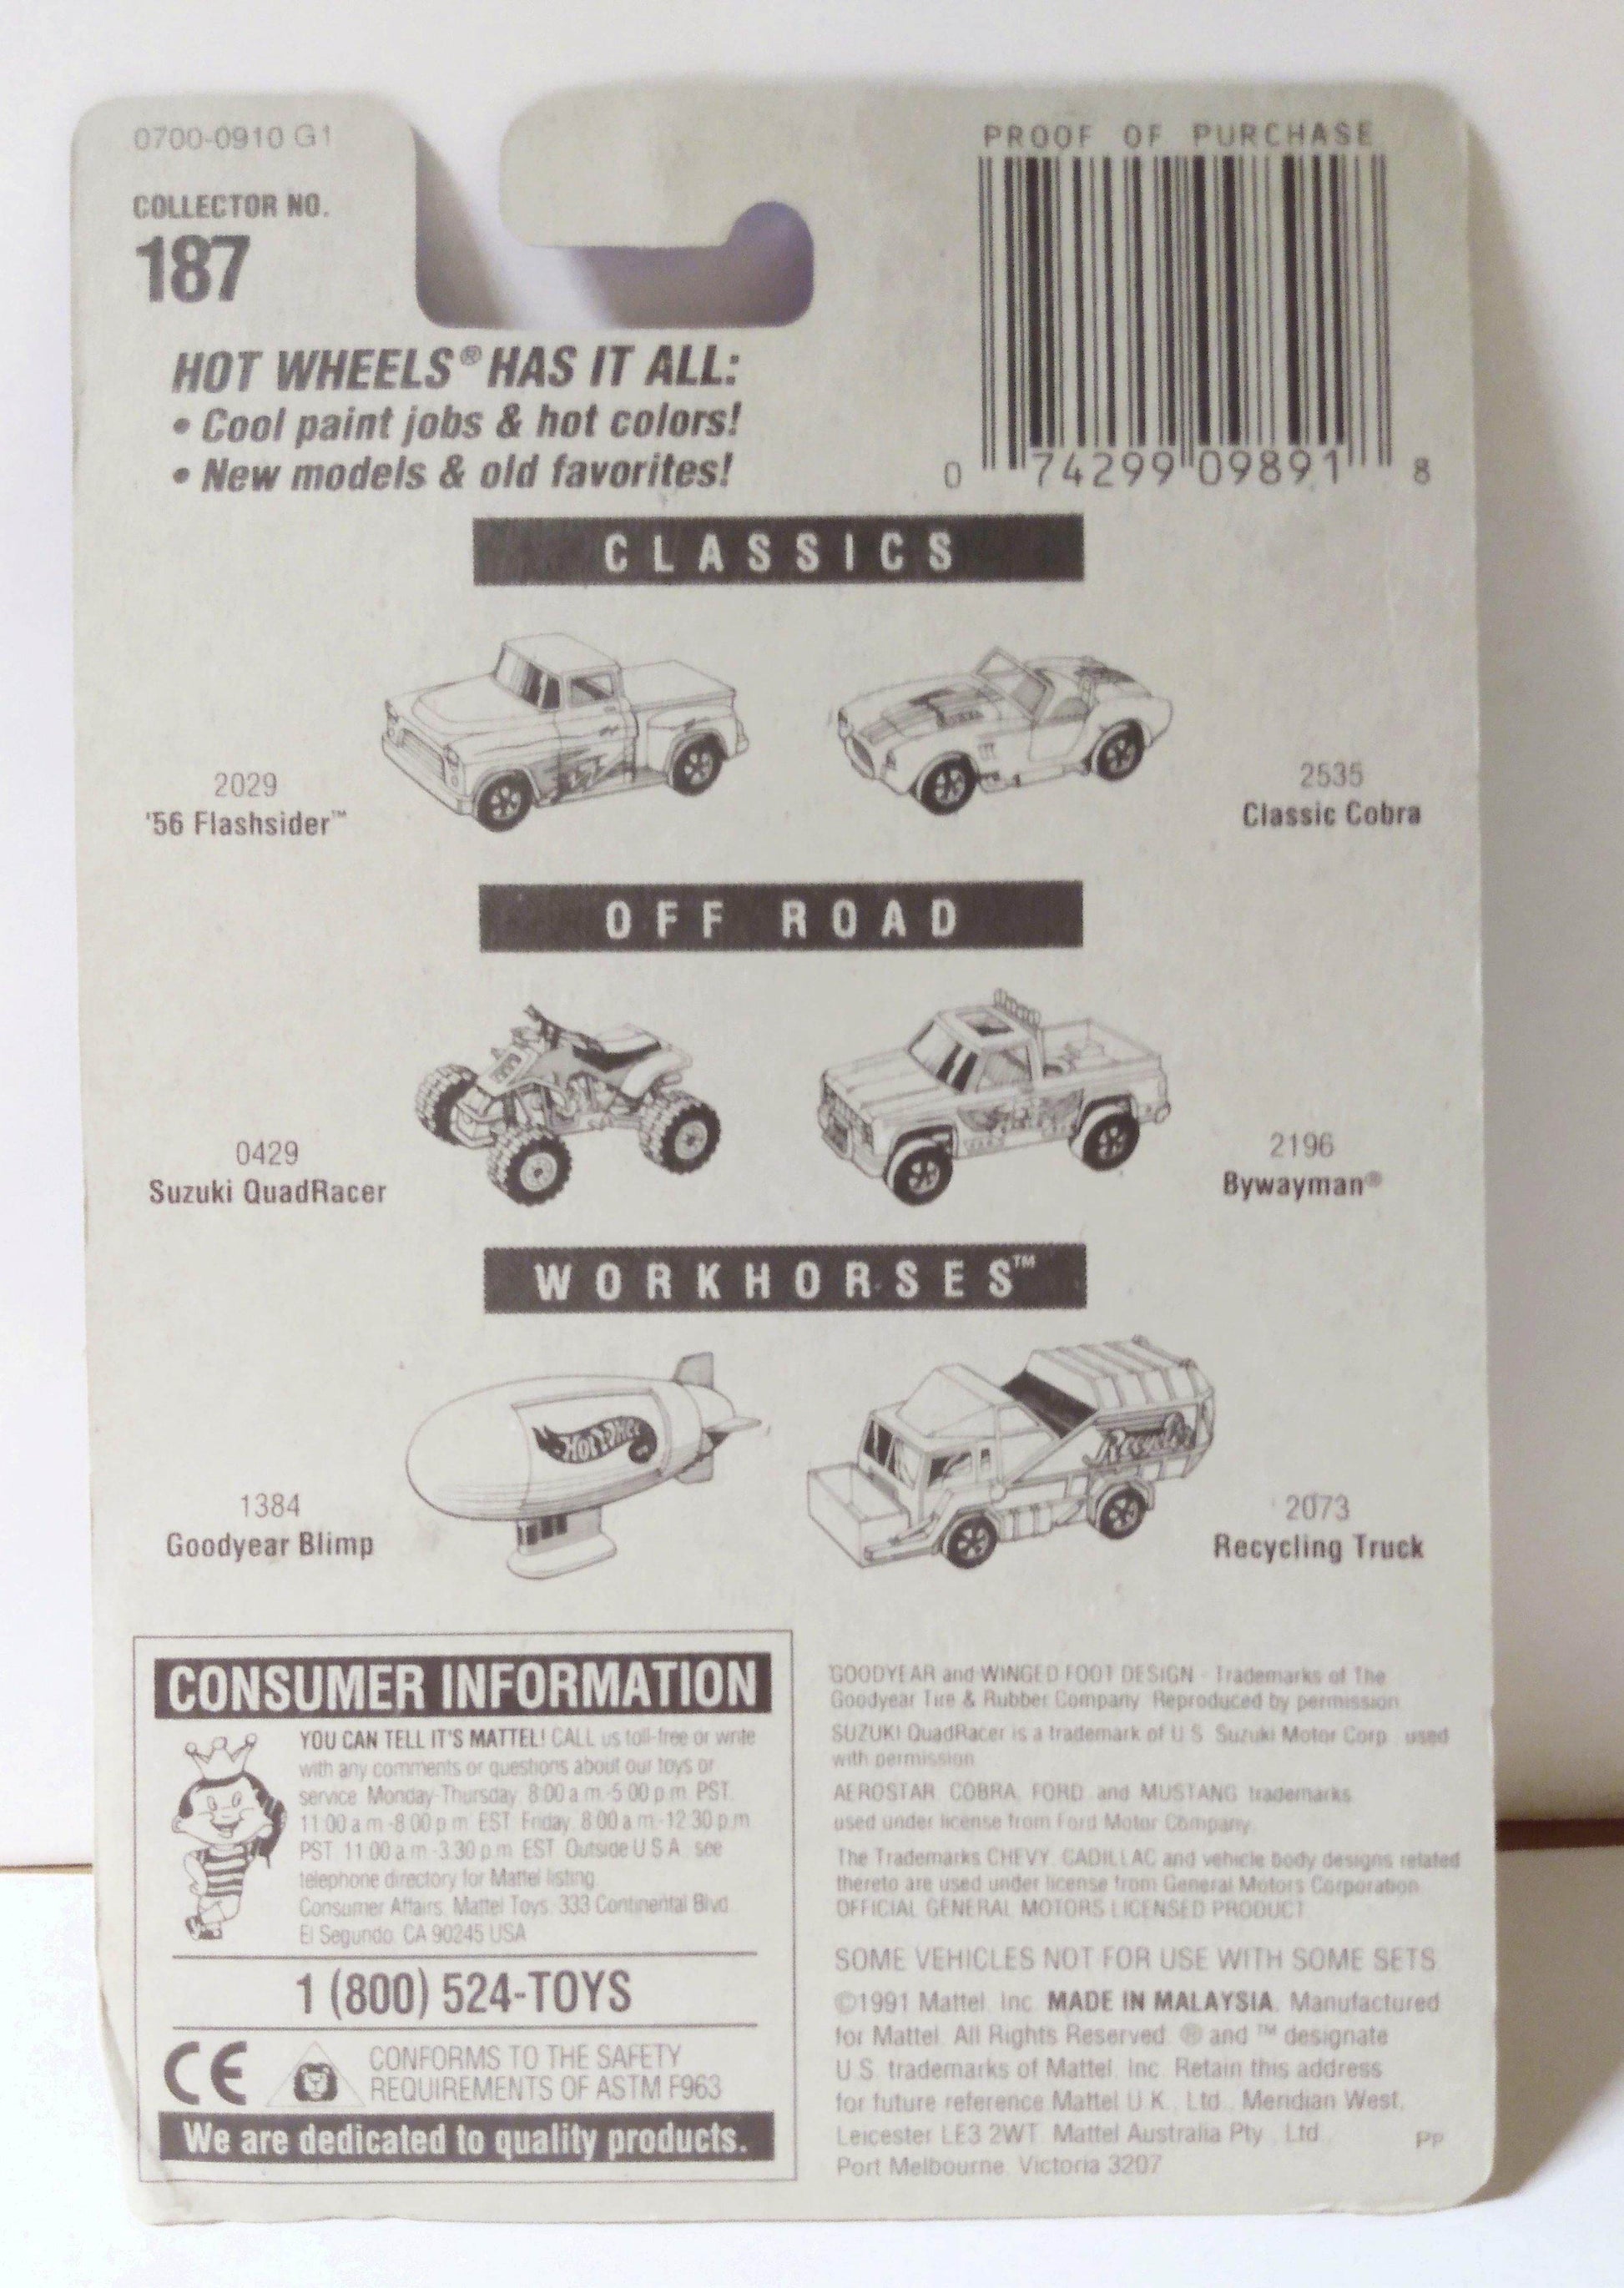 0700-0910 G1
COLLECTOR NO.
187
PROOF OF PURCHASE
0 74299 09891 8
HOT WHEELS® HAS IT ALL:
• Cool paint jobs & hot colors!
• New models & old favorites!
CLASSICS
2029
'56 Flashsider™
2535
Classic Cobra
OFF ROAD
0429
Suzuki QuadRacer
2196
Bywayman®
WORKHORSES™
HOT WHEE
1384
Goodyear Blimp
2073
Recycling Truck
CONSUMER INFORMATION
YOU CAN TELL IT'S MATTEL! CALL us toll-free or write
with any comments or questions about our toys or
service. Monday-Thursday, 8:00 a.m.-5:00 p.m. PST.
11:00 a.m.-8:00 p.m. EST. Friday, 8:00 a.m.-12:30 p.m.
PST. 11:00 a.m.-3:30 p.m. EST. Outside U.S.A., see
telephone directory for Mattel listing.
Consumer Affairs, Mattel Toys, 333 Continental Blvd.
El Segundo, CA 90245 USA
1 (800) 524-TOYS
CE
CONFORMS TO THE SAFETY
REQUIREMENTS OF ASTM F963
We are dedicated to quality products.
GOODYEAR and WINGED FOOT DESIGN - Trademarks of The
Goodyear Tire & Rubber Company. Reproduced by permission.
SUZUKI QuadRacer is a trademark of U.S. Suzuki Motor Corp., used
with permission.
AEROSTAR, COBRA, FORD, and MUSTANG trademarks
used under license from Ford Motor Company.
The Trademarks CHEVY, CADILLAC and vehicle body designs related
thereto are used under license from General Motors Corporation
OFFICIAL GENERAL MOTORS LICENSED PRODUCT
SOME VEHICLES NOT FOR USE WITH SOME SETS.
©1991 Mattel, Inc. MADE IN MALAYSIA. Manufactured
for Mattel. All Rights Reserved. ® and ™ designate
U.S. trademarks of Mattel, Inc. Retain this address
for future reference Mattel U.K., Ltd., Meridian West,
Leicester LE3 2WT. Mattel Australia Pty., Ltd.
Port Melbourne, Victoria 3207
PP